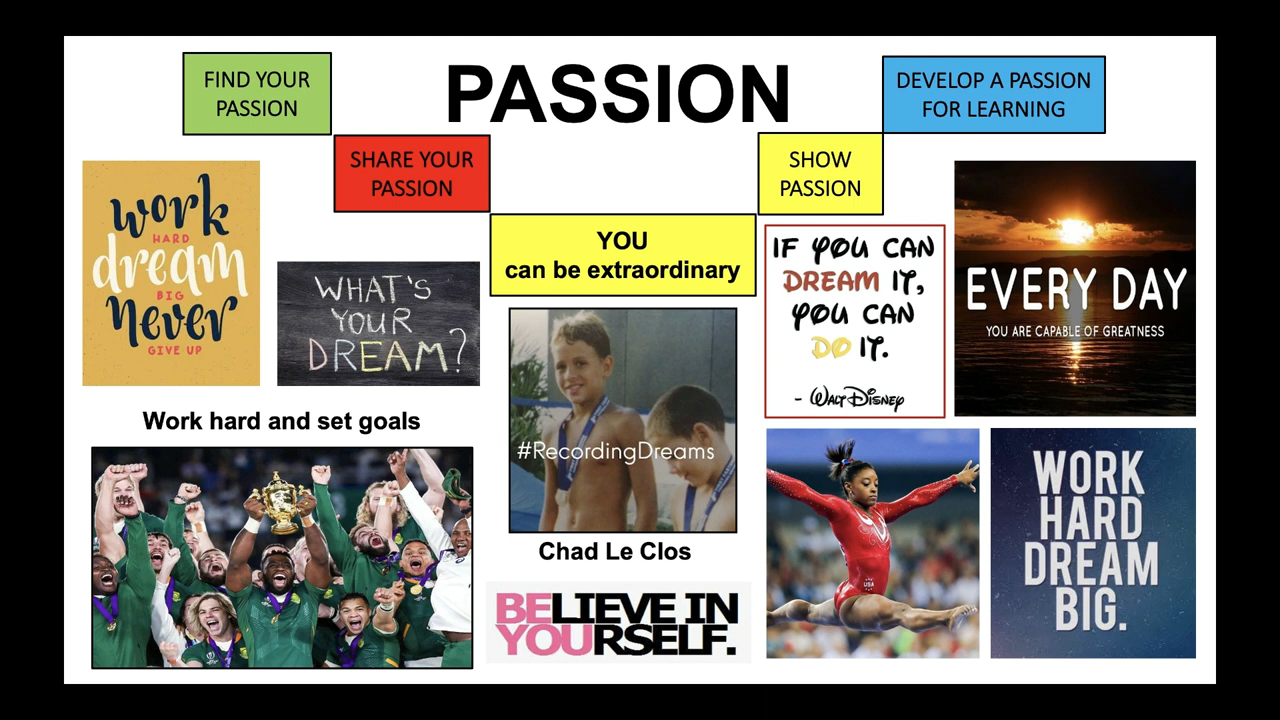 PASSION
FIND YOUR
PASSION
SHARE YOUR
PASSION
YOU
can be extraordinary
SHOW
PASSION
DEVELOP A PASSION
FOR LEARNING
work
HARD
dream
BIG
never
GIVE UP
WHAT'S
YOUR
DREAM?
Work hard and set goals
#RecordingDreams
Chad Le Clos
BELIEVE IN
YOURSELF.
IF YOU CAN
DREAM IT,
YOU CAN
DO IT.
- WALT DISNEY
EVERY DAY
YOU ARE CAPABLE OF GREATNESS
USA
WORK
HARD
DREAM
BIG.